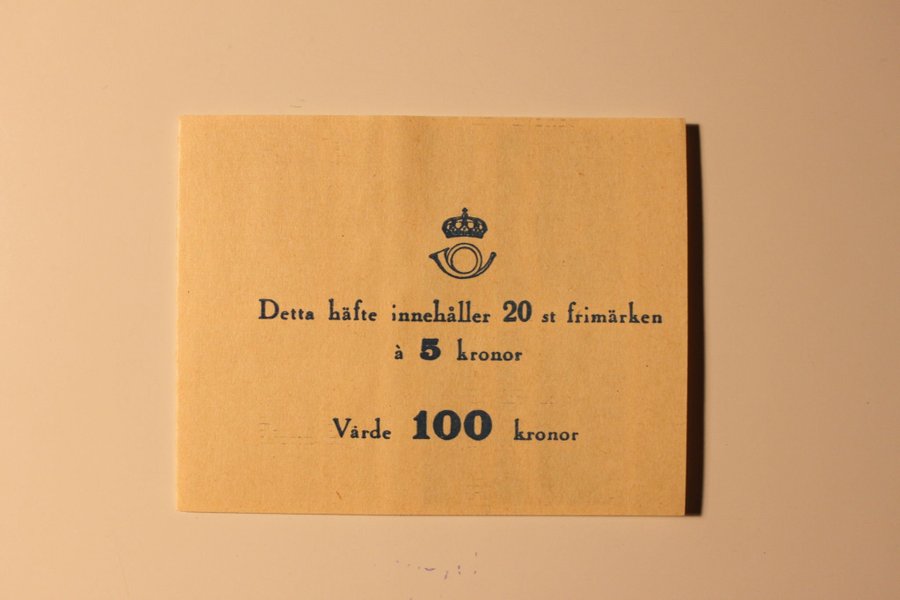 Detta häfte innehåller 20 st frimärken
à 5 kronor
Värde 100 kronor